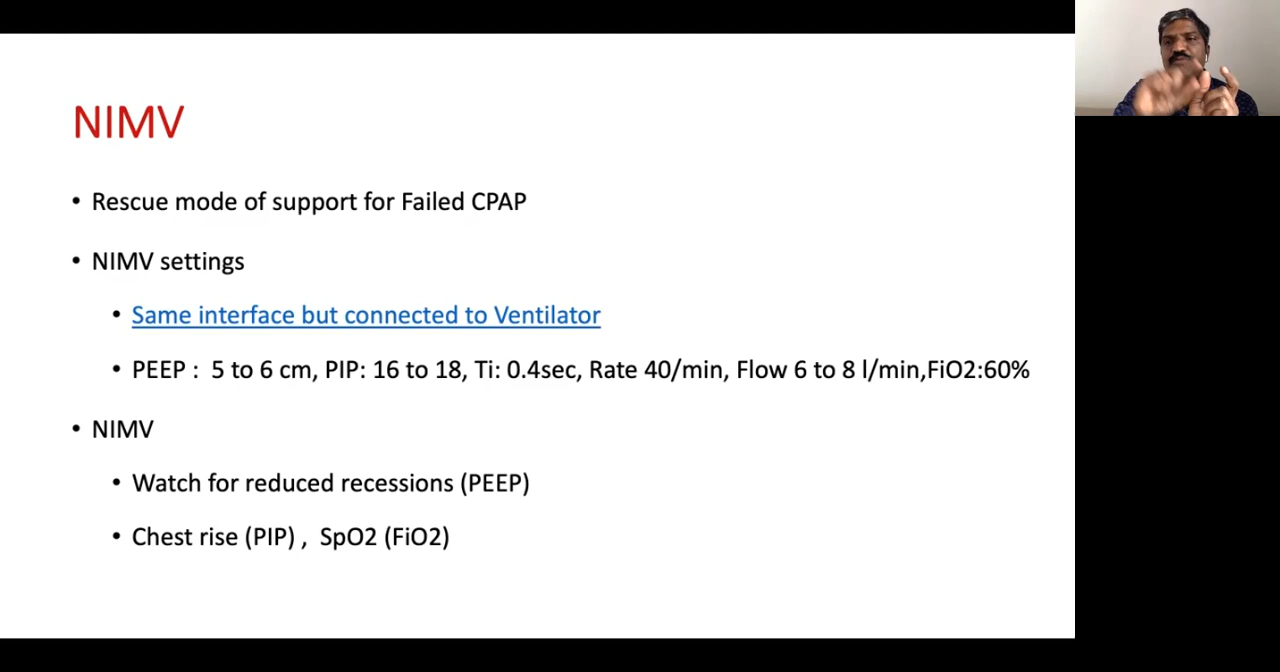 NIMV
• Rescue mode of support for Failed CPAP
• NIMV settings
• Same interface but connected to Ventilator
• PEEP : 5 to 6 cm, PIP: 16 to 18, Ti: 0.4sec, Rate 40/min, Flow 6 to 8 l/min,FiO2:60%
• NIMV
• Watch for reduced recessions (PEEP)
• Chest rise (PIP) , SpO2 (FiO2)